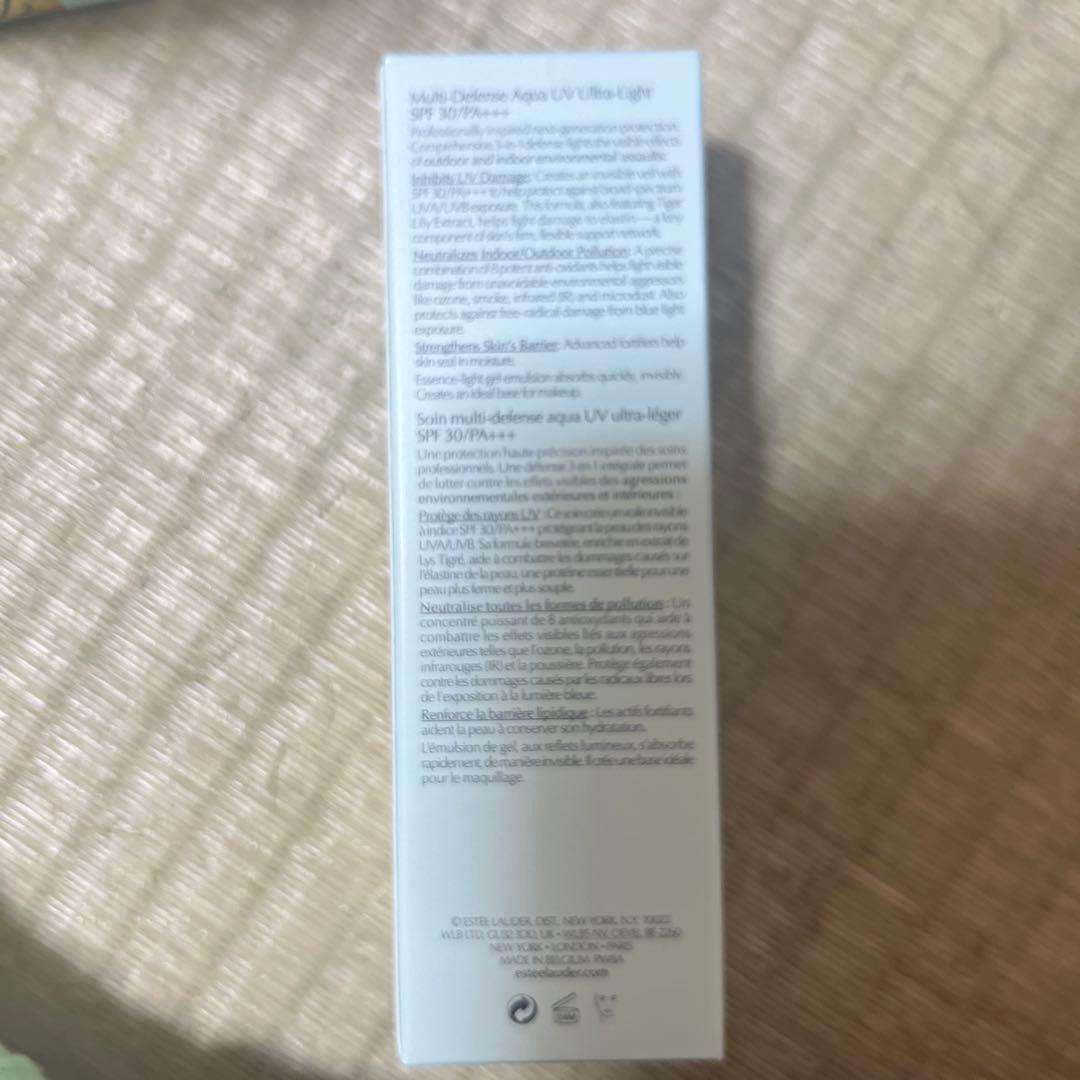 Multi-Defense Aqua UV Ultra-Light
SPF 30/PA+++
Professionally inspired next-generation protection.
Comprehensive 3-in-1 defense fights the visible effects
of outdoor and indoor environmental assaults:
Inhibits UV Damage: Creates an invisible veil with
SPF 30/PA+++ to help protect against broad spectrum
UVA/UVB exposure. This formula, also featuring Tiger
Lily Extract, helps fight damage to elastin—a key
component of skin's firm, flexible support network.
Neutralizes Indoor/Outdoor Pollution: A precise
combination of 8 potent anti-oxidants helps fight visible
damage from unavoidable environmental aggressors
like ozone, smoke, infrared (IR) and microdust. Also
protects against free-radical damage from blue light
exposure.
Strengthens Skin's Barrier: Advanced fortifiers help
skin seal in moisture.
Essence-light gel emulsion absorbs quickly, invisibly.
Creates an ideal base for makeup.
Soin multi-defense aqua UV ultra-léger
SPF 30/PA+++
Une protection haute précision inspirée des soins
professionnels. Une défense 3 en 1 intégrale permet
de lutter contre les effets visibles des agressions
environnementales extérieures et intérieures :
Protège des rayons UV : Ce soin crée un voile invisible
à indice SPF 30/PA+++ protégeant la peau des rayons
UVA/UVB. Sa formule brevetée, enrichie en extrait de
Lys Tigré, aide à combattre les dommages causés sur
l'élastine de la peau, une protéine essentielle pour une
peau plus ferme et plus souple.
Neutralise toutes les formes de pollution : Un
concentré puissant de 8 antioxydants qui aide à
combattre les effets visibles liés aux agressions
extérieures telles que l'ozone, la pollution, les rayons
infrarouges (IR) et la poussière. Protège également
contre les dommages causés par les radicaux libres lors
de l'exposition à la lumière bleue.
Renforce la barrière lipidique : Les actifs fortifiants
aident la peau à conserver son hydratation.
L'émulsion de gel, aux reflets lumineux, s'absorbe
rapidement, de manière invisible. Il crée une base idéale
pour le maquillage.
© ESTÉE LAUDER, DIST. NEW YORK, N.Y. 10022
WLB LTD, GU32 3DU, UK • WLBS NV, OEVEL BE-2260
NEW YORK • LONDON • PARIS
MADE IN BELGIUM
esteelauder.com